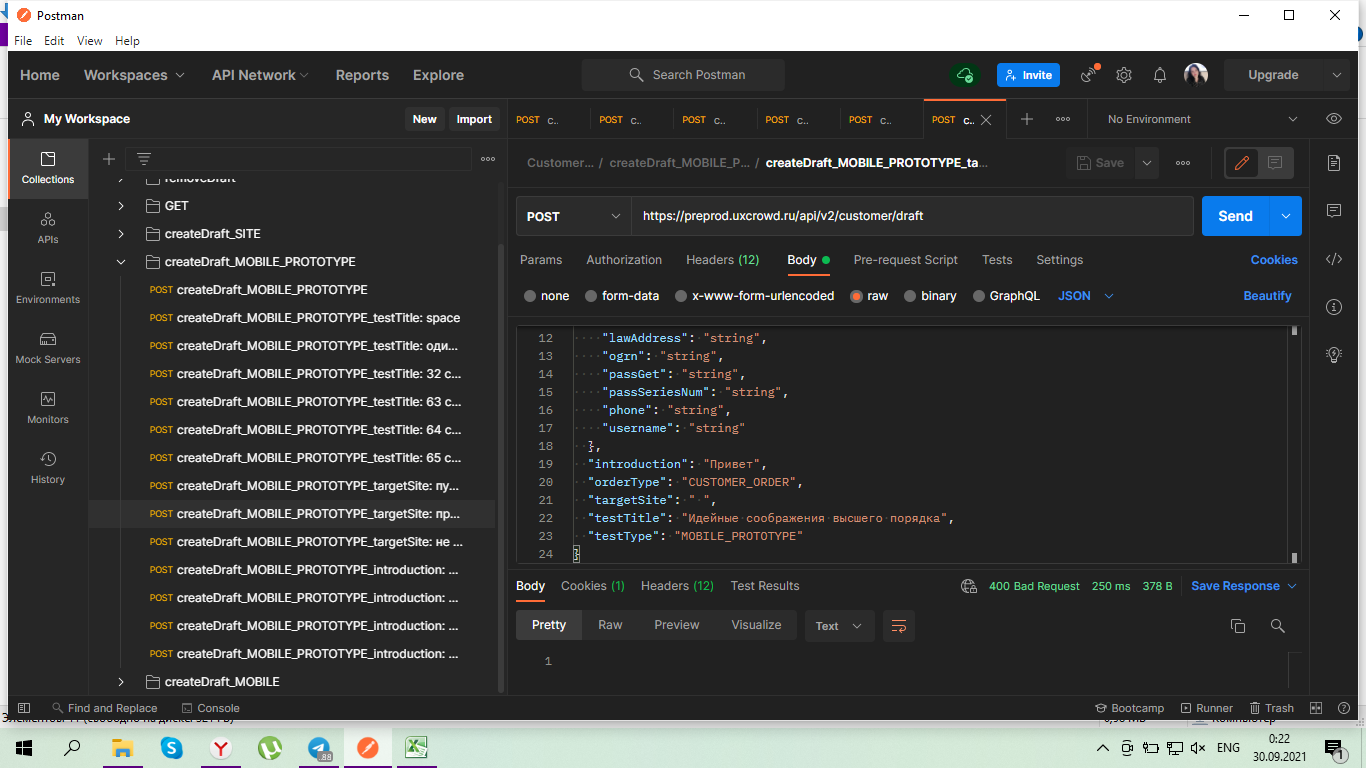 Postman
File Edit View Help
Home Workspaces API Network Reports Explore
Search Postman
Invite
Upgrade
My Workspace
New Import
POST c.. POST c.. POST c.. POST c.. POST c.. POST c..
No Environment
Collections
APIs
Environments
Mock Servers
Monitors
History
removeDraft
GET
createDraft_SITE
createDraft_MOBILE_PROTOTYPE
POST createDraft_MOBILE_PROTOTYPE
POST createDraft_MOBILE_PROTOTYPE_testTitle: space
POST createDraft_MOBILE_PROTOTYPE_testTitle: оди...
POST createDraft_MOBILE_PROTOTYPE_testTitle: 32 с...
POST createDraft_MOBILE_PROTOTYPE_testTitle: 63 с...
POST createDraft_MOBILE_PROTOTYPE_testTitle: 64 с...
POST createDraft_MOBILE_PROTOTYPE_testTitle: 65 с...
POST createDraft_MOBILE_PROTOTYPE_targetSite: пу...
POST createDraft_MOBILE_PROTOTYPE_targetSite: пр...
POST createDraft_MOBILE_PROTOTYPE_targetSite: не ...
POST createDraft_MOBILE_PROTOTYPE_introduction: ...
POST createDraft_MOBILE_PROTOTYPE_introduction: ...
POST createDraft_MOBILE_PROTOTYPE_introduction: ...
POST createDraft_MOBILE_PROTOTYPE_introduction: ...
createDraft_MOBILE
Customer... / createDraft_MOBILE_P... / createDraft_MOBILE_PROTOTYPE_ta...
Save
POST https://preprod.uxcrowd.ru/api/v2/customer/draft
Send
Params Authorization Headers (12) Body Pre-request Script Tests Settings Cookies
none form-data x-www-form-urlencoded raw binary GraphQL JSON Beautify
12 "lawAddress": "string",
13 "ogrn": "string",
14 "passGet": "string",
15 "passSeriesNum": "string",
16 "phone": "string",
17 "username": "string"
18 },
19 "introduction": "Привет",
20 "orderType": "CUSTOMER_ORDER",
21 "targetSite": " ",
22 "testTitle": "Идейные соображения высшего порядка",
23 "testType": "MOBILE_PROTOTYPE"
24 }
Body Cookies (1) Headers (12) Test Results
400 Bad Request 250 ms 378 B Save Response
Pretty Raw Preview Visualize Text
1
Find and Replace Console
Bootcamp Runner Trash
88
ENG
0:22
30.09.2021
1